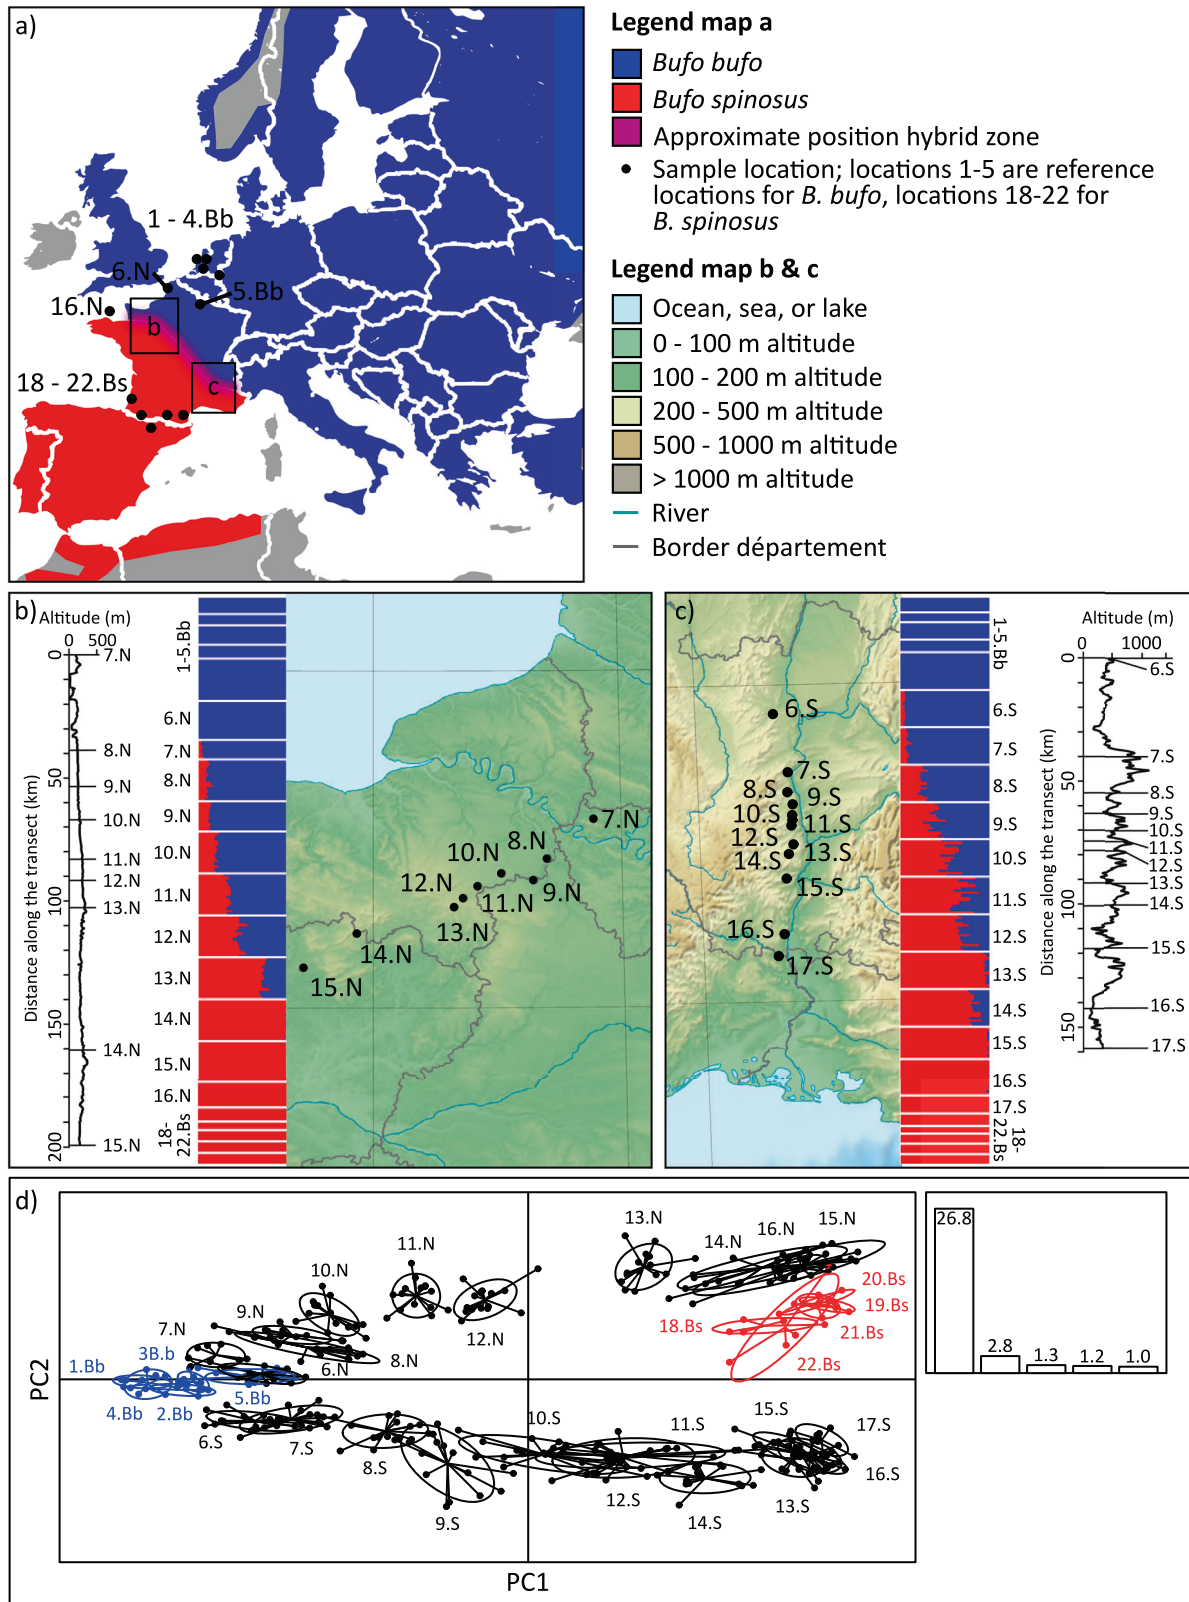 a)
1 - 4.Bb
6.N
5.Bb
16.N
b
c
18 - 22.Bs
Legend map a
Bufo bufo
Bufo spinosus
Approximate position hybrid zone
Sample location; locations 1-5 are reference
locations for B. bufo, locations 18-22 for
B. spinosus
Legend map b & c
Ocean, sea, or lake
0 - 100 m altitude
100 - 200 m altitude
200 - 500 m altitude
500 - 1000 m altitude
> 1000 m altitude
River
Border département
b)
Altitude (m)
0 500
Distance along the transect (km)
0
50
100
150
200
7.N
8.N
9.N
10.N
11.N
12.N
13.N
14.N
15.N
1-5.Bb
6.N
7.N
8.N
9.N
10.N
11.N
12.N
13.N
14.N
15.N
16.N
18-
22.Bs
7.N
8.N
10.N
9.N
12.N
11.N
13.N
14.N
15.N
c)
6.S
7.S
8.S
9.S
10.S
11.S
12.S
13.S
14.S
15.S
16.S
17.S
1-5.Bb
6.S
7.S
8.S
9.S
10.S
11.S
12.S
13.S
14.S
15.S
16.S
17.S
18-
22.Bs
Altitude (m)
0 1000
Distance along the transect (km)
0
50
100
150
6.S
7.S
8.S
9.S
10.S
11.S
12.S
13.S
14.S
15.S
16.S
17.S
d)
PC2
PC1
13.N
16.N
15.N
14.N
11.N
10.N
9.N
12.N
7.N
8.N
6.N
3B.b
1.Bb
5.Bb
4.Bb
2.Bb
20.Bs
19.Bs
18.Bs
21.Bs
22.Bs
6.S
7.S
8.S
9.S
10.S
11.S
12.S
14.S
15.S
17.S
16.S
13.S
26.8
2.8
1.3
1.2
1.0